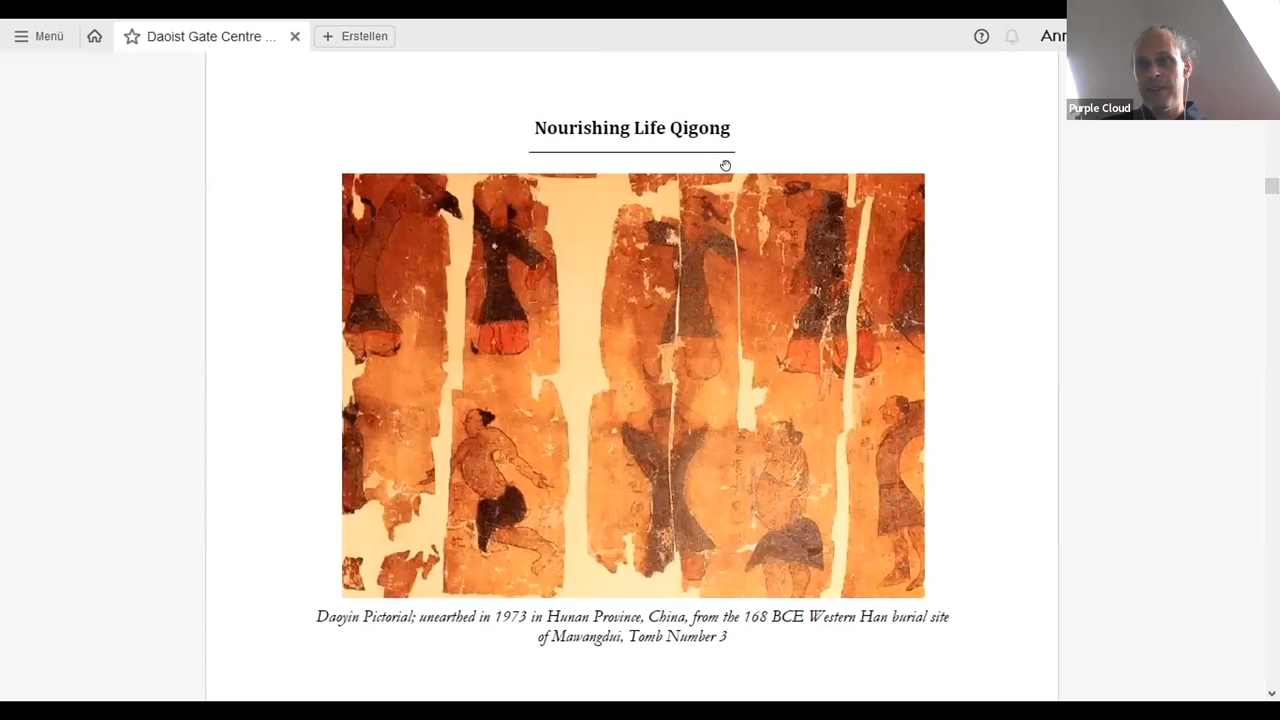 Menü
Daoist Gate Centre ...
Erstellen
Ann
Purple Cloud
Nourishing Life Qigong
Daoyin Pictorial; unearthed in 1973 in Hunan Province, China, from the 168 BCE Western Han burial site
of Mawangdui, Tomb Number 3